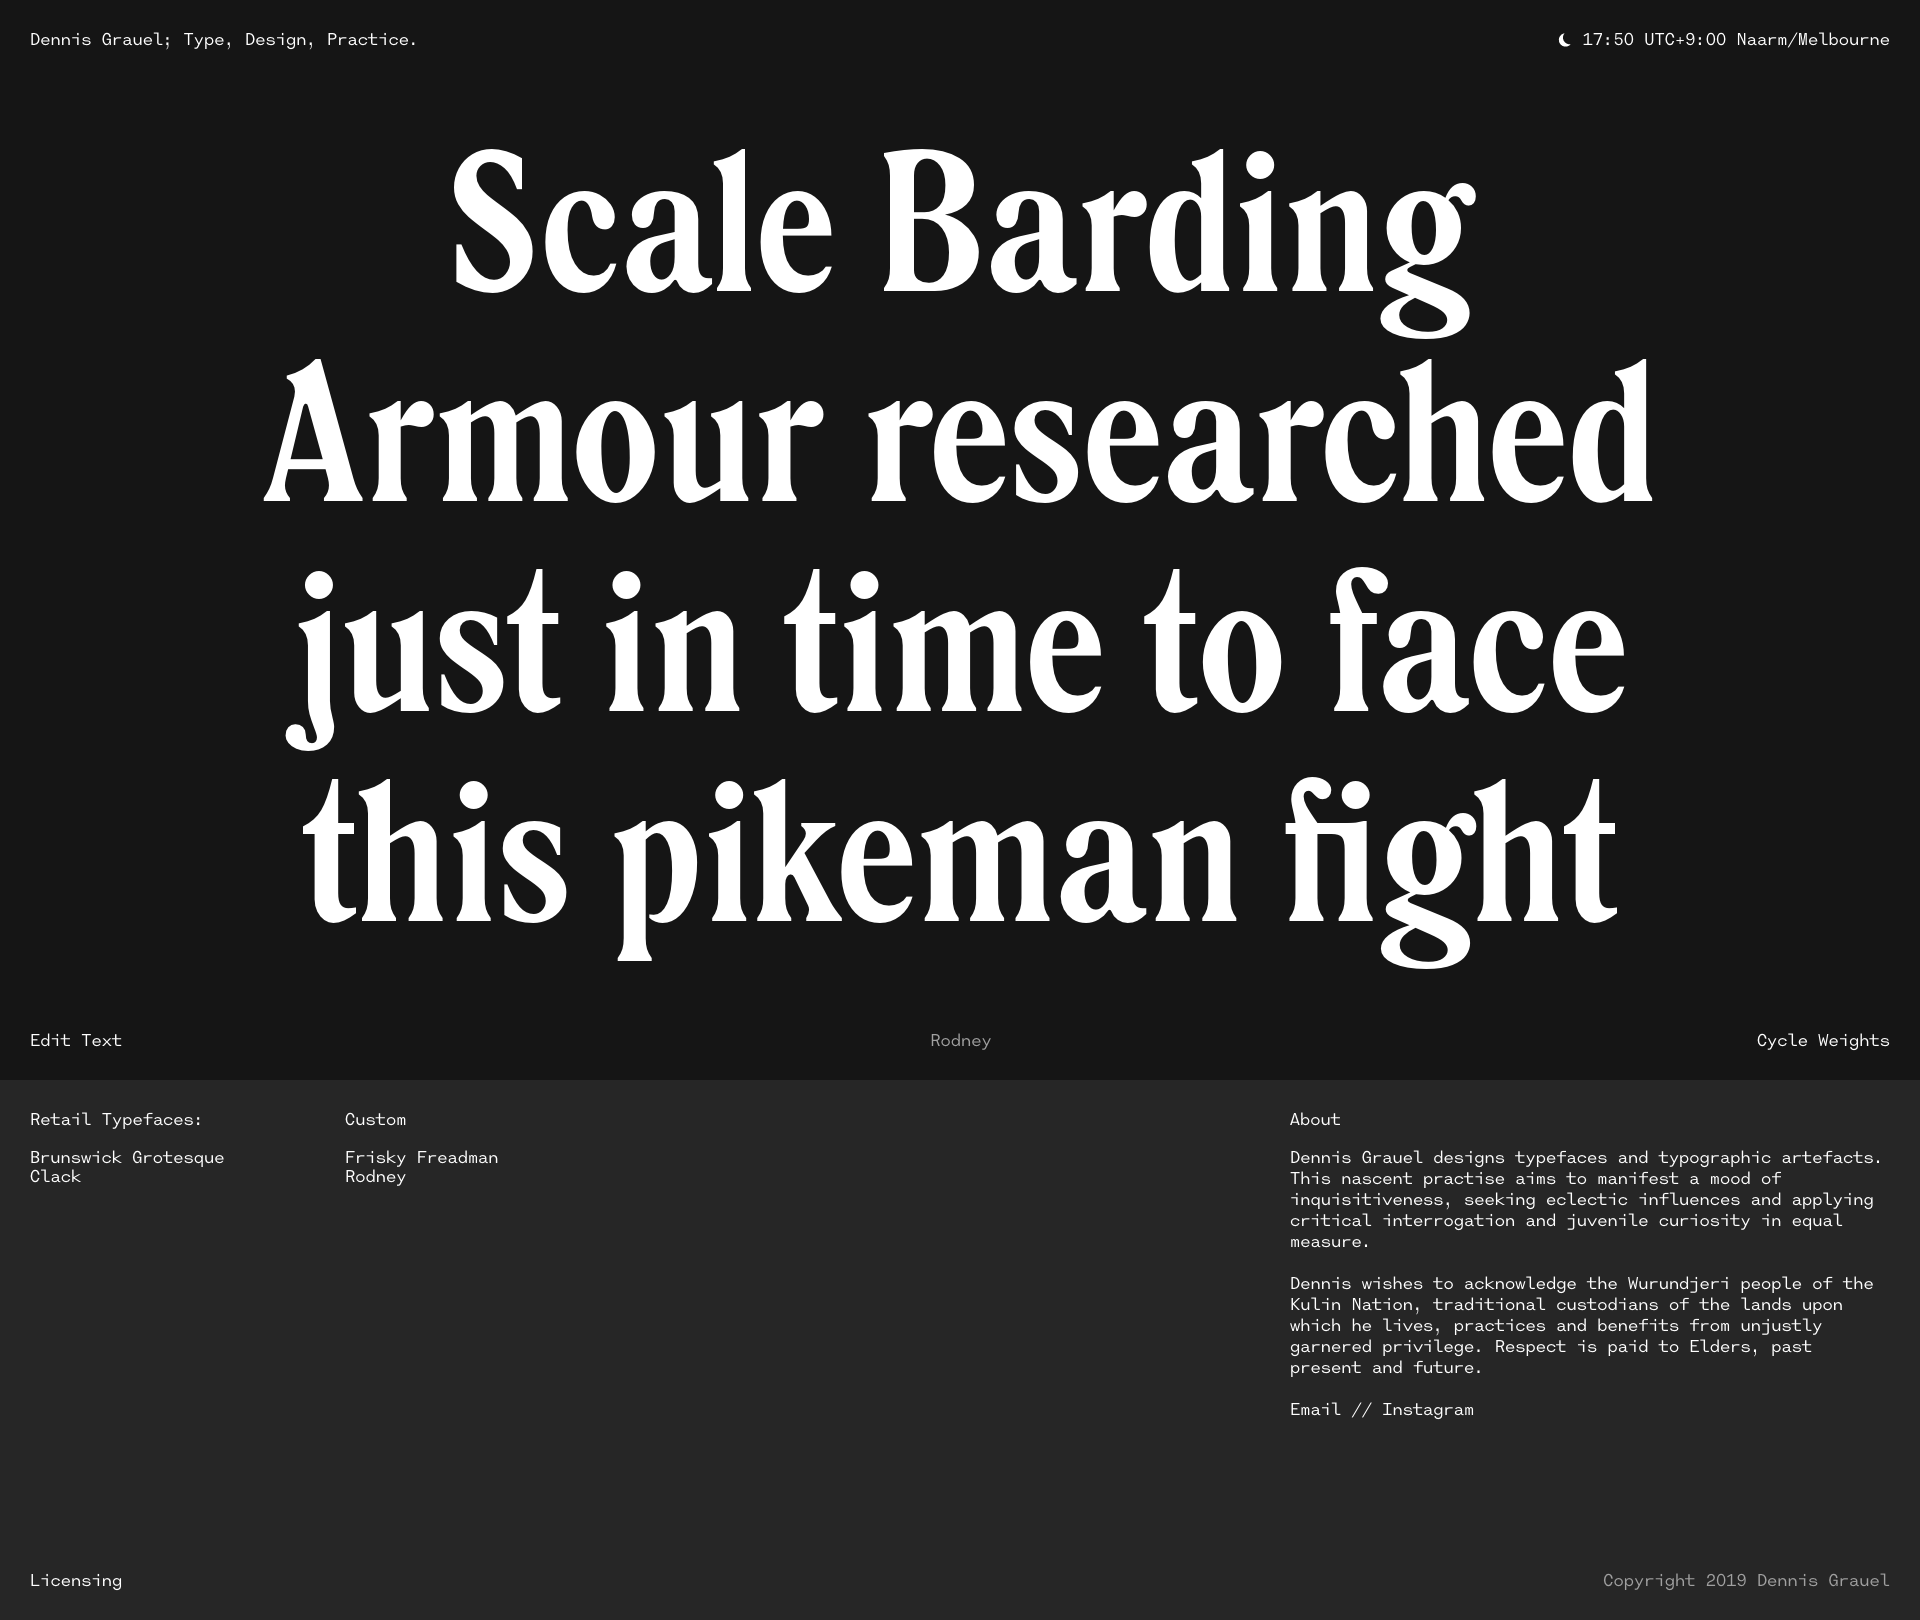 Dennis Grauel; Type, Design, Practice.
17:50 UTC+9:00 Naarm/Melbourne
Scale Barding
Armour researched
just in time to face
this pikeman fight
Edit Text
Rodney
Cycle Weights
Retail Typefaces:
Brunswick Grotesque
Clack
Custom
Frisky Freadman
Rodney
About
Dennis Grauel designs typefaces and typographic artefacts.
This nascent practise aims to manifest a mood of
inquisitiveness, seeking eclectic influences and applying
critical interrogation and juvenile curiosity in equal
measure.
Dennis wishes to acknowledge the Wurundjeri people of the
Kulin Nation, traditional custodians of the lands upon
which he lives, practices and benefits from unjustly
garnered privilege. Respect is paid to Elders, past
present and future.
Email // Instagram
Licensing
Copyright 2019 Dennis Grauel